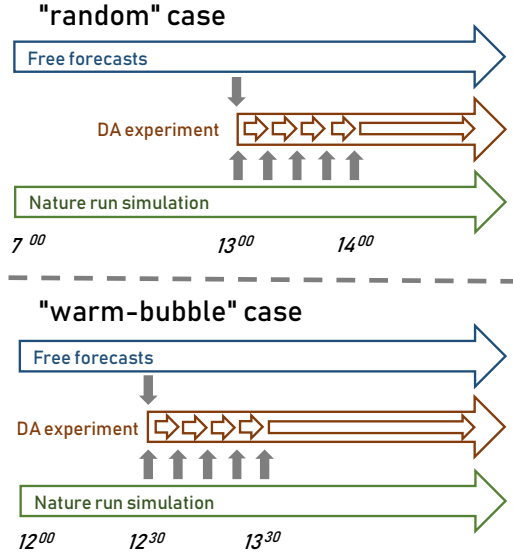 "random" case
Free forecasts
DA experiment
Nature run simulation
7 00
13 00
14 00
"warm-bubble" case
Free forecasts
DA experiment
Nature run simulation
12 00
12 30
13 30